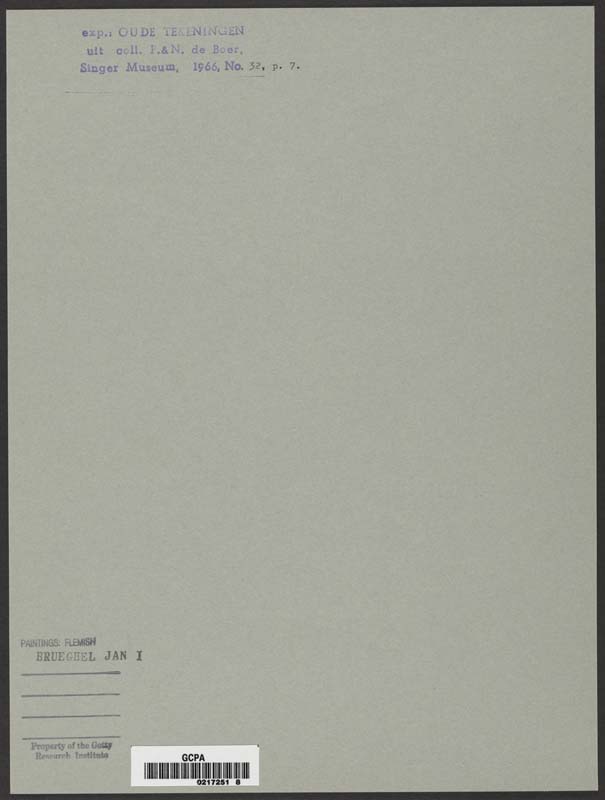 exp.: OUDE TEKENINGEN
uit coll. P.&N. de Boer,
Singer Museum, 1966, No. 32, p. 7.
PAINTINGS: FLEMISH
BRUEGHEL JAN I
Property of the Getty
Research Institute
GCPA
0217251 8